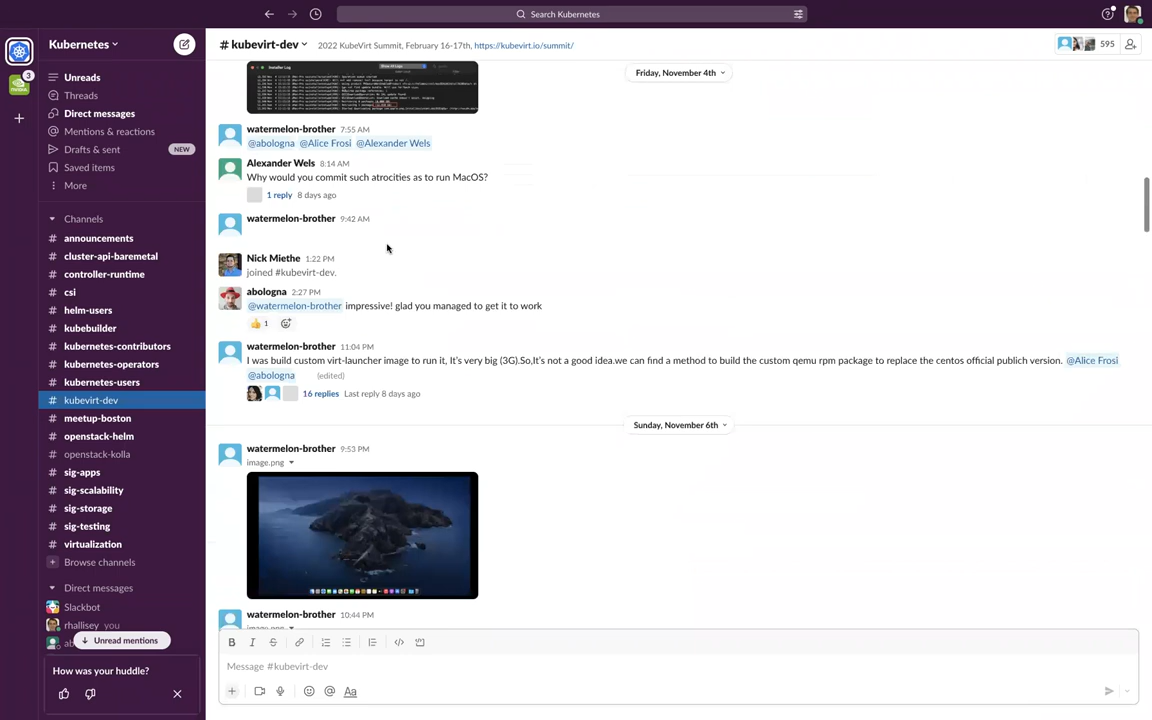 Search Kubernetes
Kubernetes
3
Unreads
Threads
Direct messages
Mentions & reactions
Drafts & sent
NEW
Saved items
More
Channels
# announcements
# cluster-api-baremetal
# controller-runtime
# csi
# helm-users
# kubebuilder
# kubernetes-contributors
# kubernetes-operators
# kubernetes-users
# kubevirt-dev
# meetup-boston
# openstack-helm
# openstack-kolla
# sig-apps
# sig-scalability
# sig-storage
# sig-testing
# virtualization
+ Browse channels
Direct messages
Slackbot
rhallisey you
Unread mentions
How was your huddle?
# kubevirt-dev 2022 KubeVirt Summit, February 16-17th, https://kubevirt.io/summit/
595
Friday, November 4th
Installer Log
watermelon-brother 7:55 AM
@abologna @Alice Frosi @Alexander Wels
Alexander Wels 8:14 AM
Why would you commit such atrocities as to run MacOS?
1 reply 8 days ago
watermelon-brother 9:42 AM
Nick Miethe 1:22 PM
joined #kubevirt-dev.
abologna 2:27 PM
@watermelon-brother impressive! glad you managed to get it to work
1
watermelon-brother 11:04 PM
I was build custom virt-launcher image to run it, It's very big (3G).So,It's not a good idea.we can find a method to build the custom qemu rpm package to replace the centos official publich version. @Alice Frosi
@abologna (edited)
16 replies Last reply 8 days ago
Sunday, November 6th
watermelon-brother 9:53 PM
image.png
watermelon-brother 10:44 PM
B I S
Message #kubevirt-dev
Aa